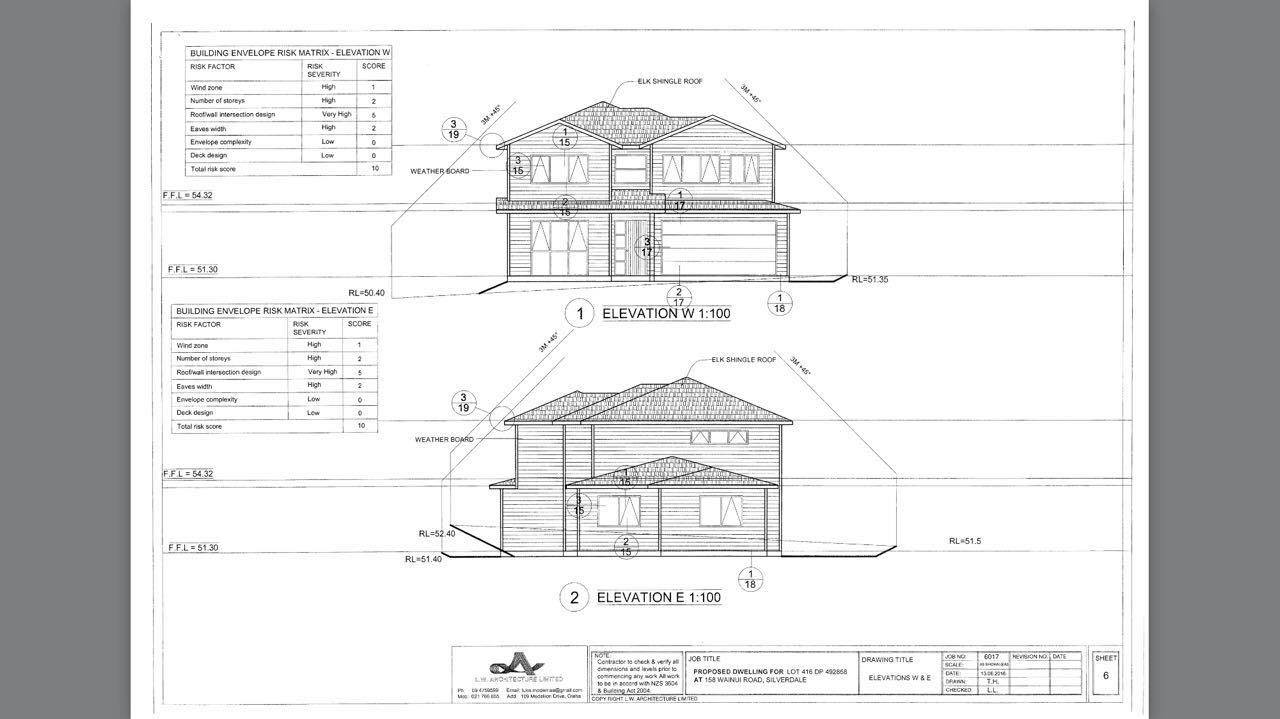 BUILDING ENVELOPE RISK MATRIX - ELEVATION W
RISK FACTOR RISK SEVERITY SCORE
Wind zone High 1
Number of storeys High 2
Roof/wall intersection design Very High 5
Eaves width High 2
Envelope complexity Low 0
Deck design Low 0
Total risk score 10
ELK SHINGLE ROOF
3M +45°
3M +45°
3
19
1
15
3
15
WEATHER BOARD
F.F.L = 54.32
2
15
1
17
3
17
F.F.L = 51.30
RL=50.40
RL=51.35
2
17
1
18
1 ELEVATION W 1:100
BUILDING ENVELOPE RISK MATRIX - ELEVATION E
RISK FACTOR RISK SEVERITY SCORE
Wind zone High 1
Number of storeys High 2
Roof/wall intersection design Very High 5
Eaves width High 2
Envelope complexity Low 0
Deck design Low 0
Total risk score 10
3M +45°
ELK SHINGLE ROOF
3M +45°
3
19
WEATHER BOARD
F.F.L = 54.32
1
15
3
15
RL=52.40
2
15
RL=51.5
F.F.L = 51.30
RL=51.40
1
18
2 ELEVATION E 1:100
L.W. ARCHITECTURE LIMITED
Ph 09 4759599
Mob: 021 766 655 Add: 109 Medallion Drive, Oteha
NOTE:
Contractor to check & verify all
dimensions and levels prior to
commencing any work All work
to be in accord with NZS 3604
& Building Act 2004.
COPY RIGHT L.W. ARCHITECTURE LIMITED
JOB TITLE
PROPOSED DWELLING FOR LOT 416 DP 492858
AT 158 WAINUI ROAD, SILVERDALE
DRAWING TITLE
ELEVATIONS W & E
JOB NO: 6017 REVISION NO: DATE
SCALE:
DATE: 13.06.2016
DRAWN: T.H.
CHECKED: L.L.
SHEET
6